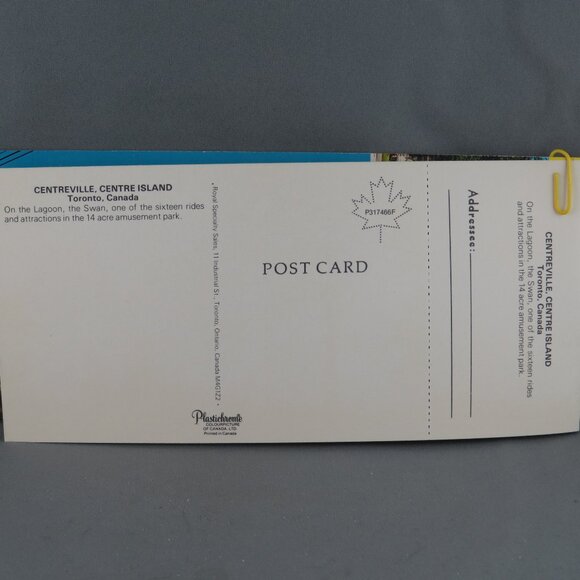 CENTREVILLE, CENTRE ISLAND
Toronto, Canada
On the Lagoon, the Swan, one of the sixteen rides
and attractions in the 14 acre amusement park.
• Royal Specialty Sales, 11 Industrial St., Toronto, Ontario, Canada M4G1Z2 •
P317466F
POST CARD
Plastichrome
COLOURPICTURE
OF CANADA, LTD.
Printed in Canada
Addressee:
CENTREVILLE, CENTRE ISLAND
Toronto, Canada
On the Lagoon, the Swan, one of the sixteen rides
and attractions in the 14 acre amusement park.